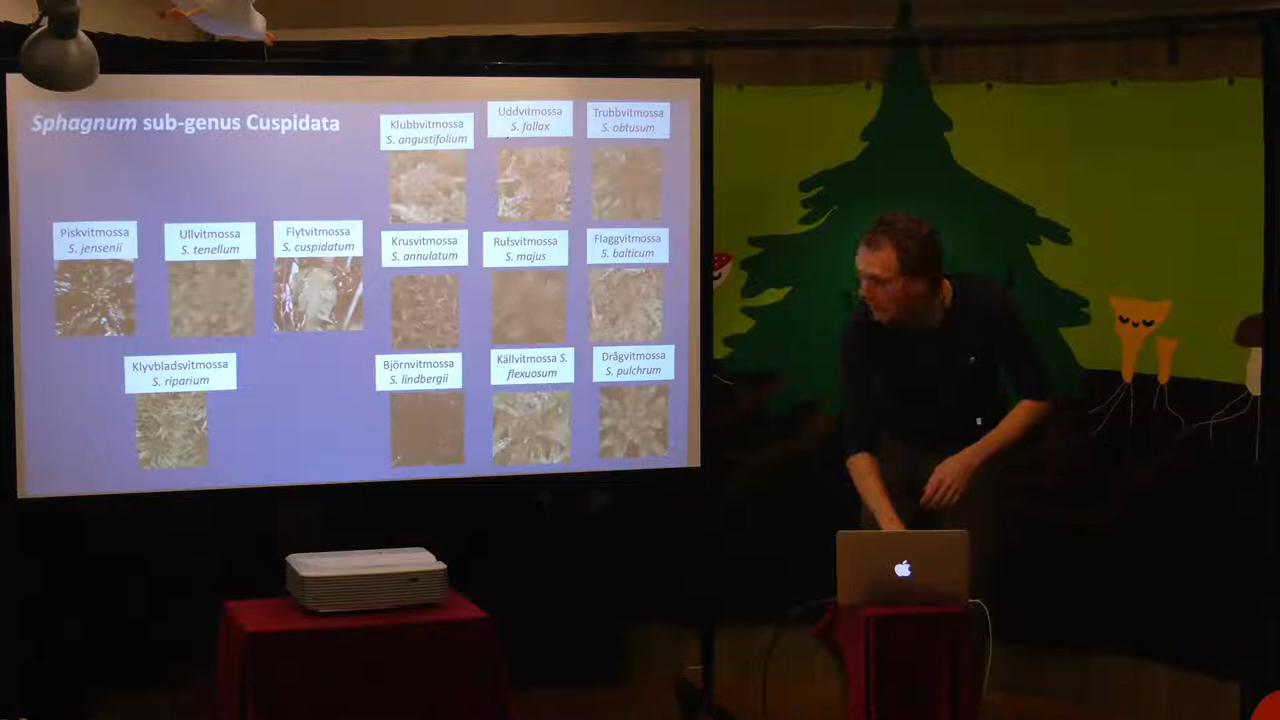 Sphagnum sub-genus Cuspidata
Klubbvitmossa
S. angustifolium
Uddvitmossa
S. fallax
Trubbvitmossa
S. obtusum
Piskvitmossa
S. jensenii
Ullvitmossa
S. tenellum
Flytvitmossa
S. cuspidatum
Krusvitmossa
S. annulatum
Rufsvitmossa
S. majus
Flaggvitmossa
S. balticum
Klyvbladsvitmossa
S. riparium
Björnvitmossa
S. lindbergii
Källvitmossa S.
flexuosum
Drågvitmossa
S. pulchrum